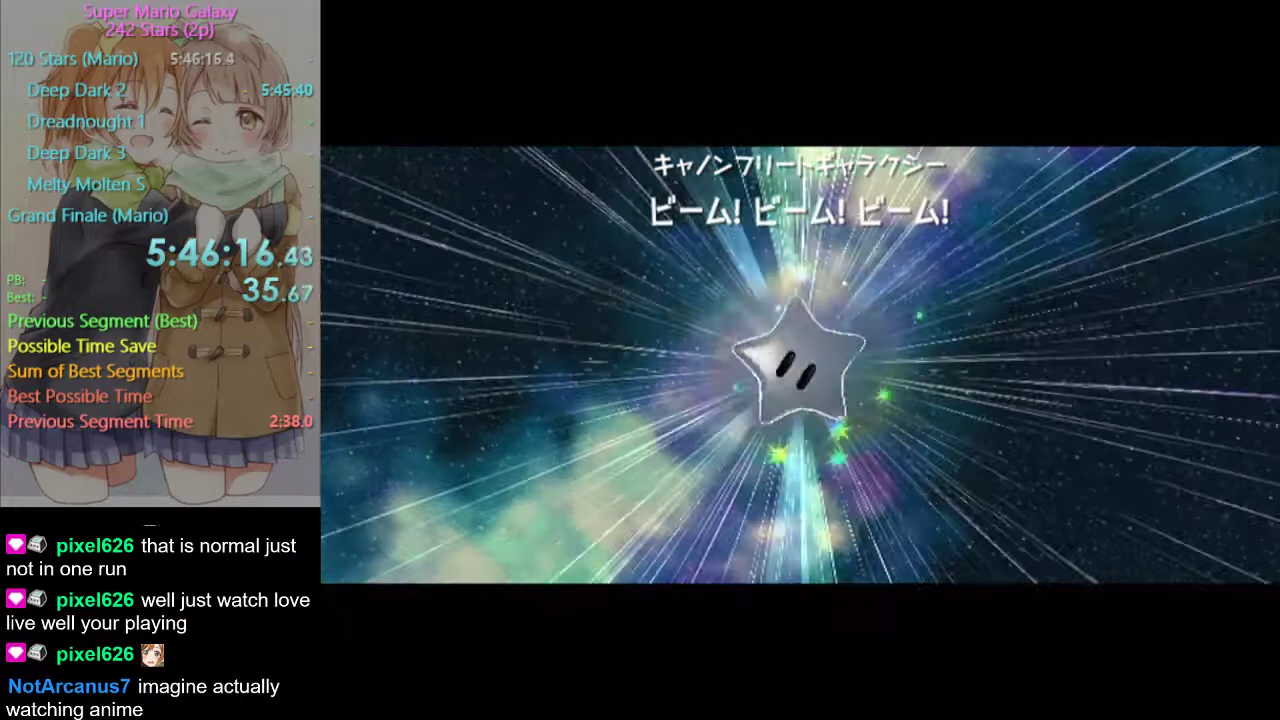 Super Mario Galaxy
242 Stars (2p)
120 Stars (Mario) 5:46:16.4 -
Deep Dark 2 - 5:45:40
Dreadnought 1 -
Deep Dark 3 -
Melty Molten S -
Grand Finale (Mario) -
5:46:16.43
PB: -
Best: -
35.67
Previous Segment (Best) -
Possible Time Save -
Sum of Best Segments -
Best Possible Time -
Previous Segment Time 2:38.0
キャノンフリートギャラクシー
ビーム! ビーム! ビーム!
pixel626 that is normal just
not in one run
pixel626 well just watch love
live well your playing
pixel626
NotArcanus7 imagine actually
watching anime